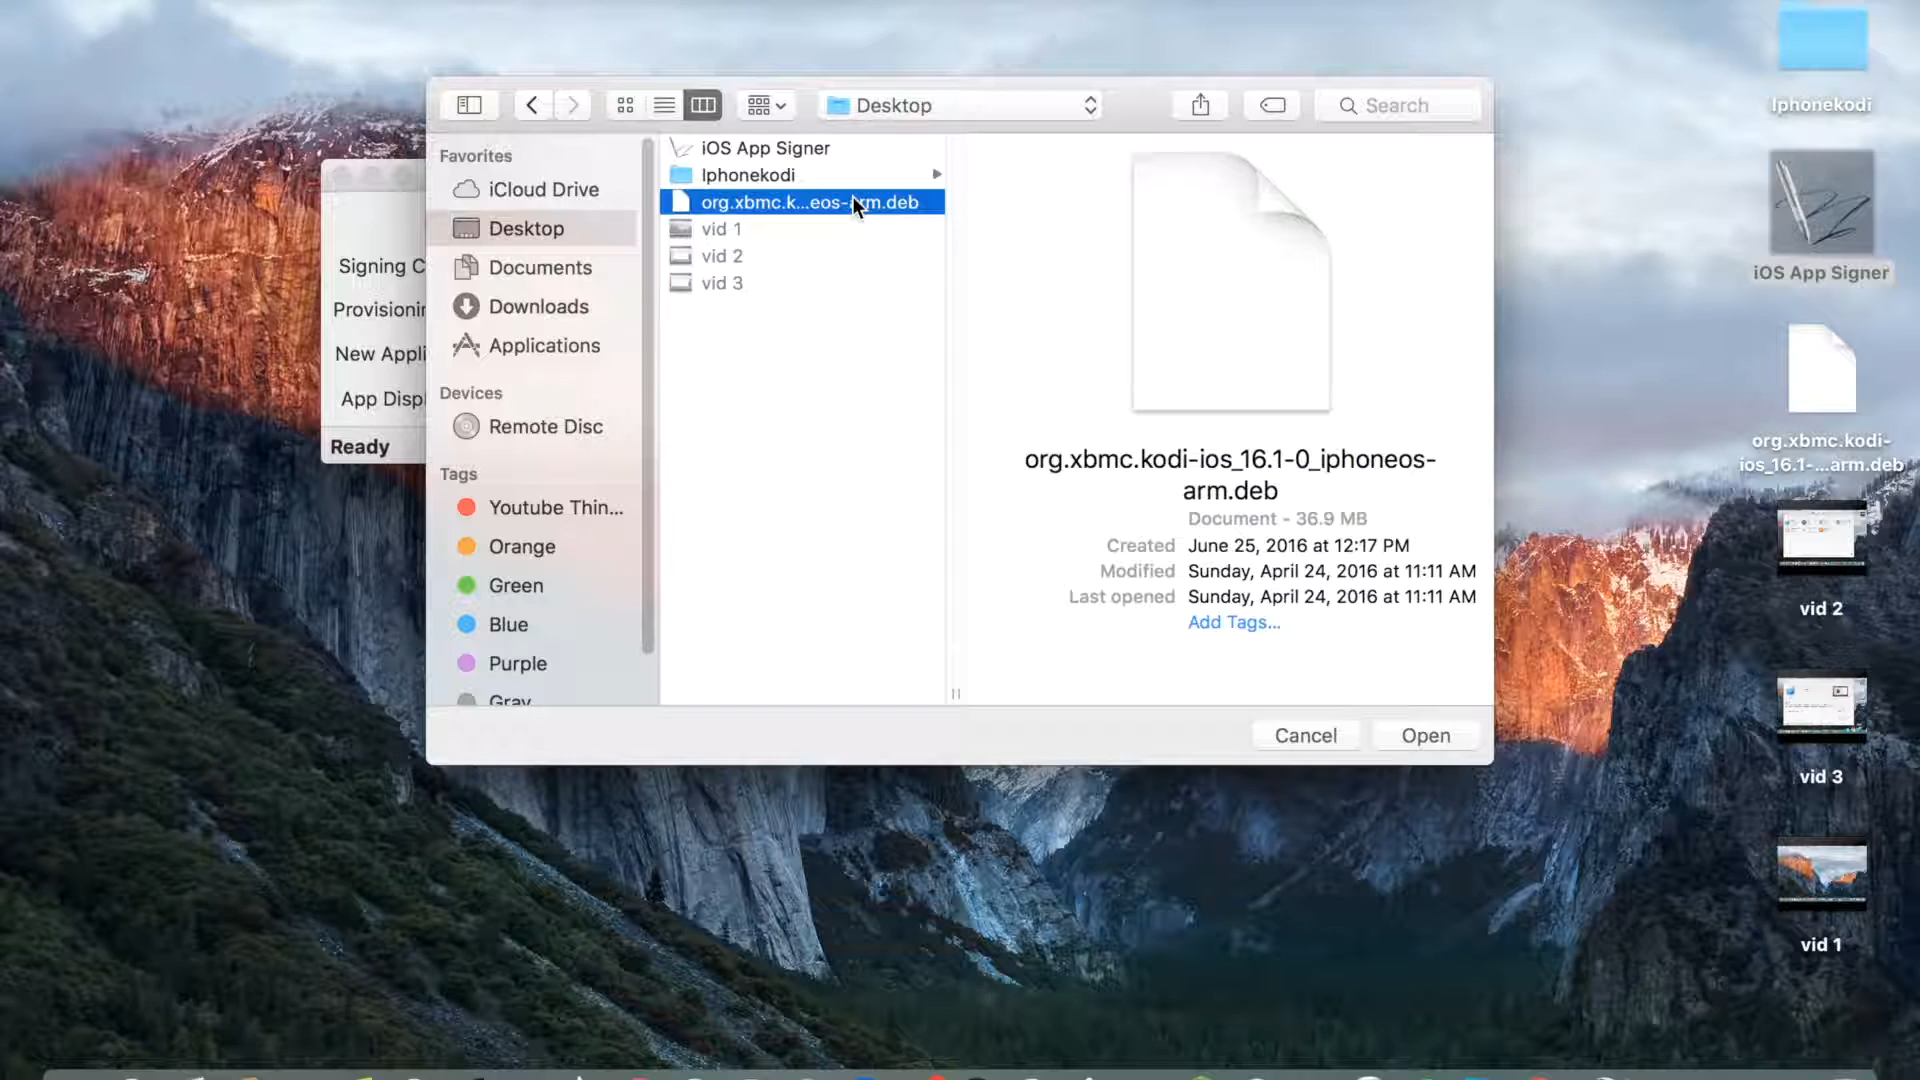 Desktop
Search
Favorites
iCloud Drive
Desktop
Documents
Downloads
Applications
Devices
Remote Disc
Tags
Youtube Thin...
Orange
Green
Blue
Purple
Gray
iOS App Signer
Iphonekodi
org.xbmc.k...eos-arm.deb
vid 1
vid 2
vid 3
org.xbmc.kodi-ios_16.1-0_iphoneos-
arm.deb
Document - 36.9 MB
Created June 25, 2016 at 12:17 PM
Modified Sunday, April 24, 2016 at 11:11 AM
Last opened Sunday, April 24, 2016 at 11:11 AM
Add Tags...
Cancel
Open
Signing C
Provisionin
New Appli
App Displ
Ready
Iphonekodi
iOS App Signer
org.xbmc.kodi-
ios_16.1-...arm.deb
vid 2
vid 3
vid 1